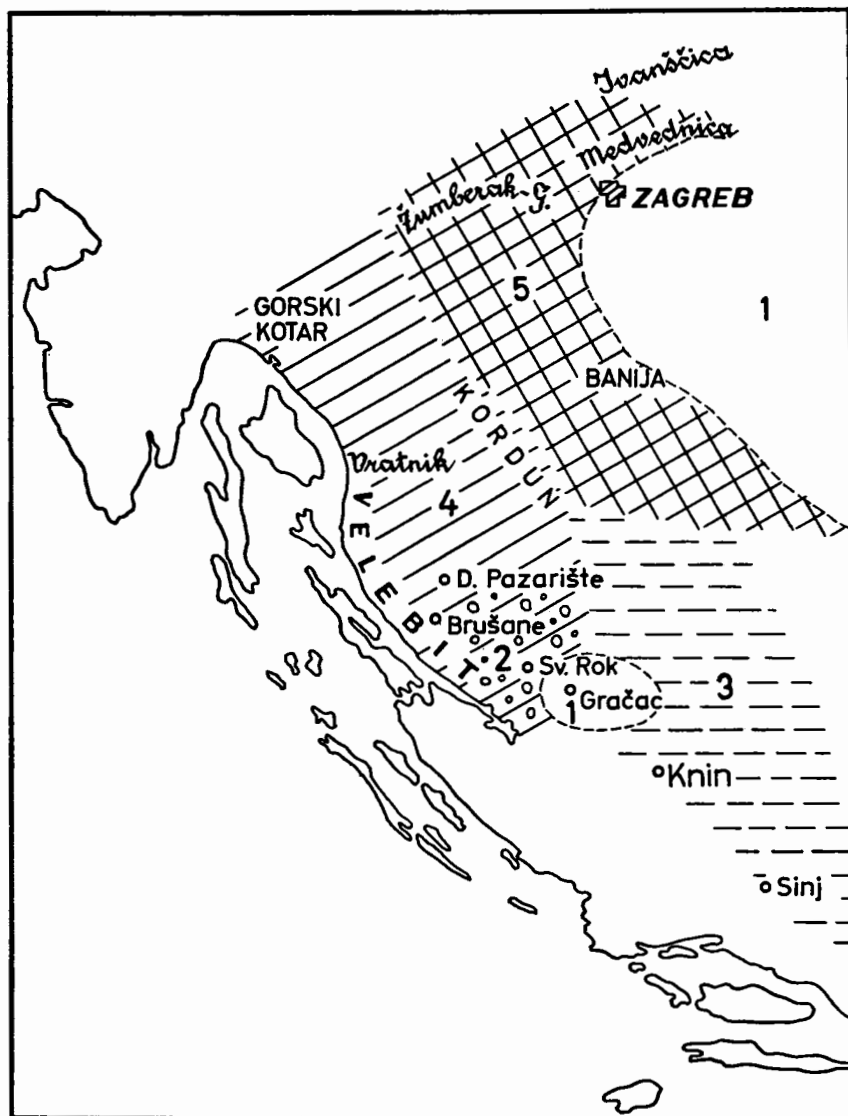 Ivanščica
Medvednica
Žumberak-G.
ZAGREB
5
1
GORSKI
KOTAR
BANIJA
KORDUN
Vratnik
4
VELEBIT
D. Pazarište
Brušane
2
Sv. Rok
3
1
Gračac
Knin
Sinj